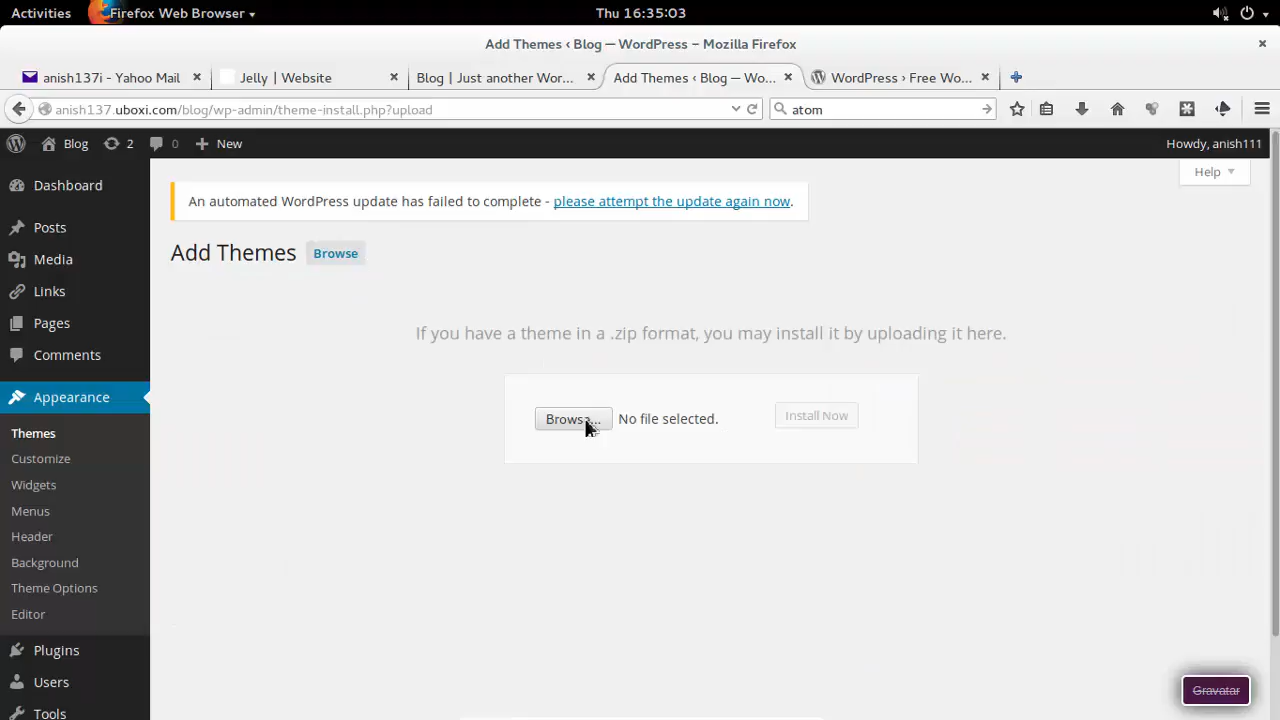 Activities Firefox Web Browser Thu 16:35:03
Add Themes ‹ Blog — WordPress – Mozilla Firefox
anish137i - Yahoo Mail × Jelly | Website × Blog | Just another Wor... × Add Themes ‹ Blog — Wo... × WordPress › Free Wo... ×
anish137.uboxi.com/blog/wp-admin/theme-install.php?upload atom
Blog 2 0 New Howdy, anish111
Help
Dashboard
An automated WordPress update has failed to complete - please attempt the update again now.
Posts
Add Themes Browse
Media
Links
Pages
If you have a theme in a .zip format, you may install it by uploading it here.
Comments
Appearance
Browse... No file selected. Install Now
Themes
Customize
Widgets
Menus
Header
Background
Theme Options
Editor
Plugins
Users
Gravatar
Tools